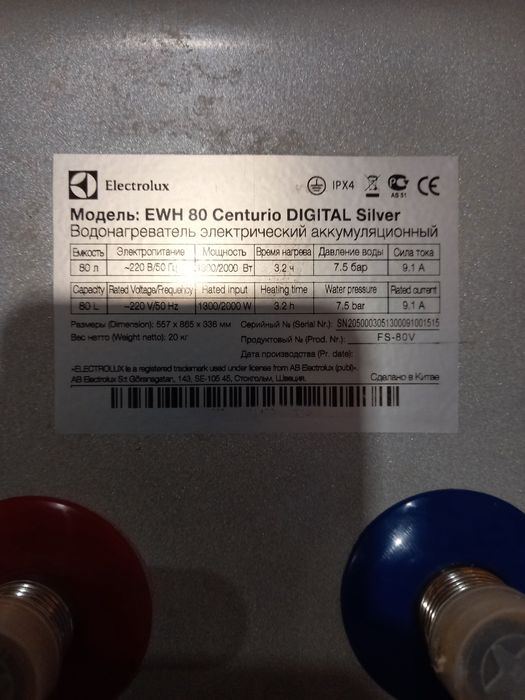 Electrolux
IPX4
АЯ 51
CE
Модель: EWH 80 Centurio DIGITAL Silver
Водонагреватель электрический аккумуляционный
Емкость Электропитание Мощность Время нагрева Давление воды Сила тока
80 л ~220 В/50 Гц 1300/2000 Вт 3.2 ч 7.5 бар 9.1 А
Capacity Rated Voltage/Frequency Rated Input Heating time Water pressure Rated current
80 L ~220 V/50 Hz 1300/2000 W 3.2 h 7.5 bar 9.1 A
Размеры (Dimension): 557 x 865 x 336 мм Серийный № (Serial Nr.): SN2050003051300091001515
Вес нетто (Weight netto): 20 кг Продуктовый № (Prod. Nr.): FS-80V
Дата производства (Pr. date):
«ELECTROLUX is a registered trademark used under license from AB Electrolux (publ)».
AB Electrolux S:t Göransgatan, 143, SE-105 45, Стокгольм, Швеция. Сделано в Китае